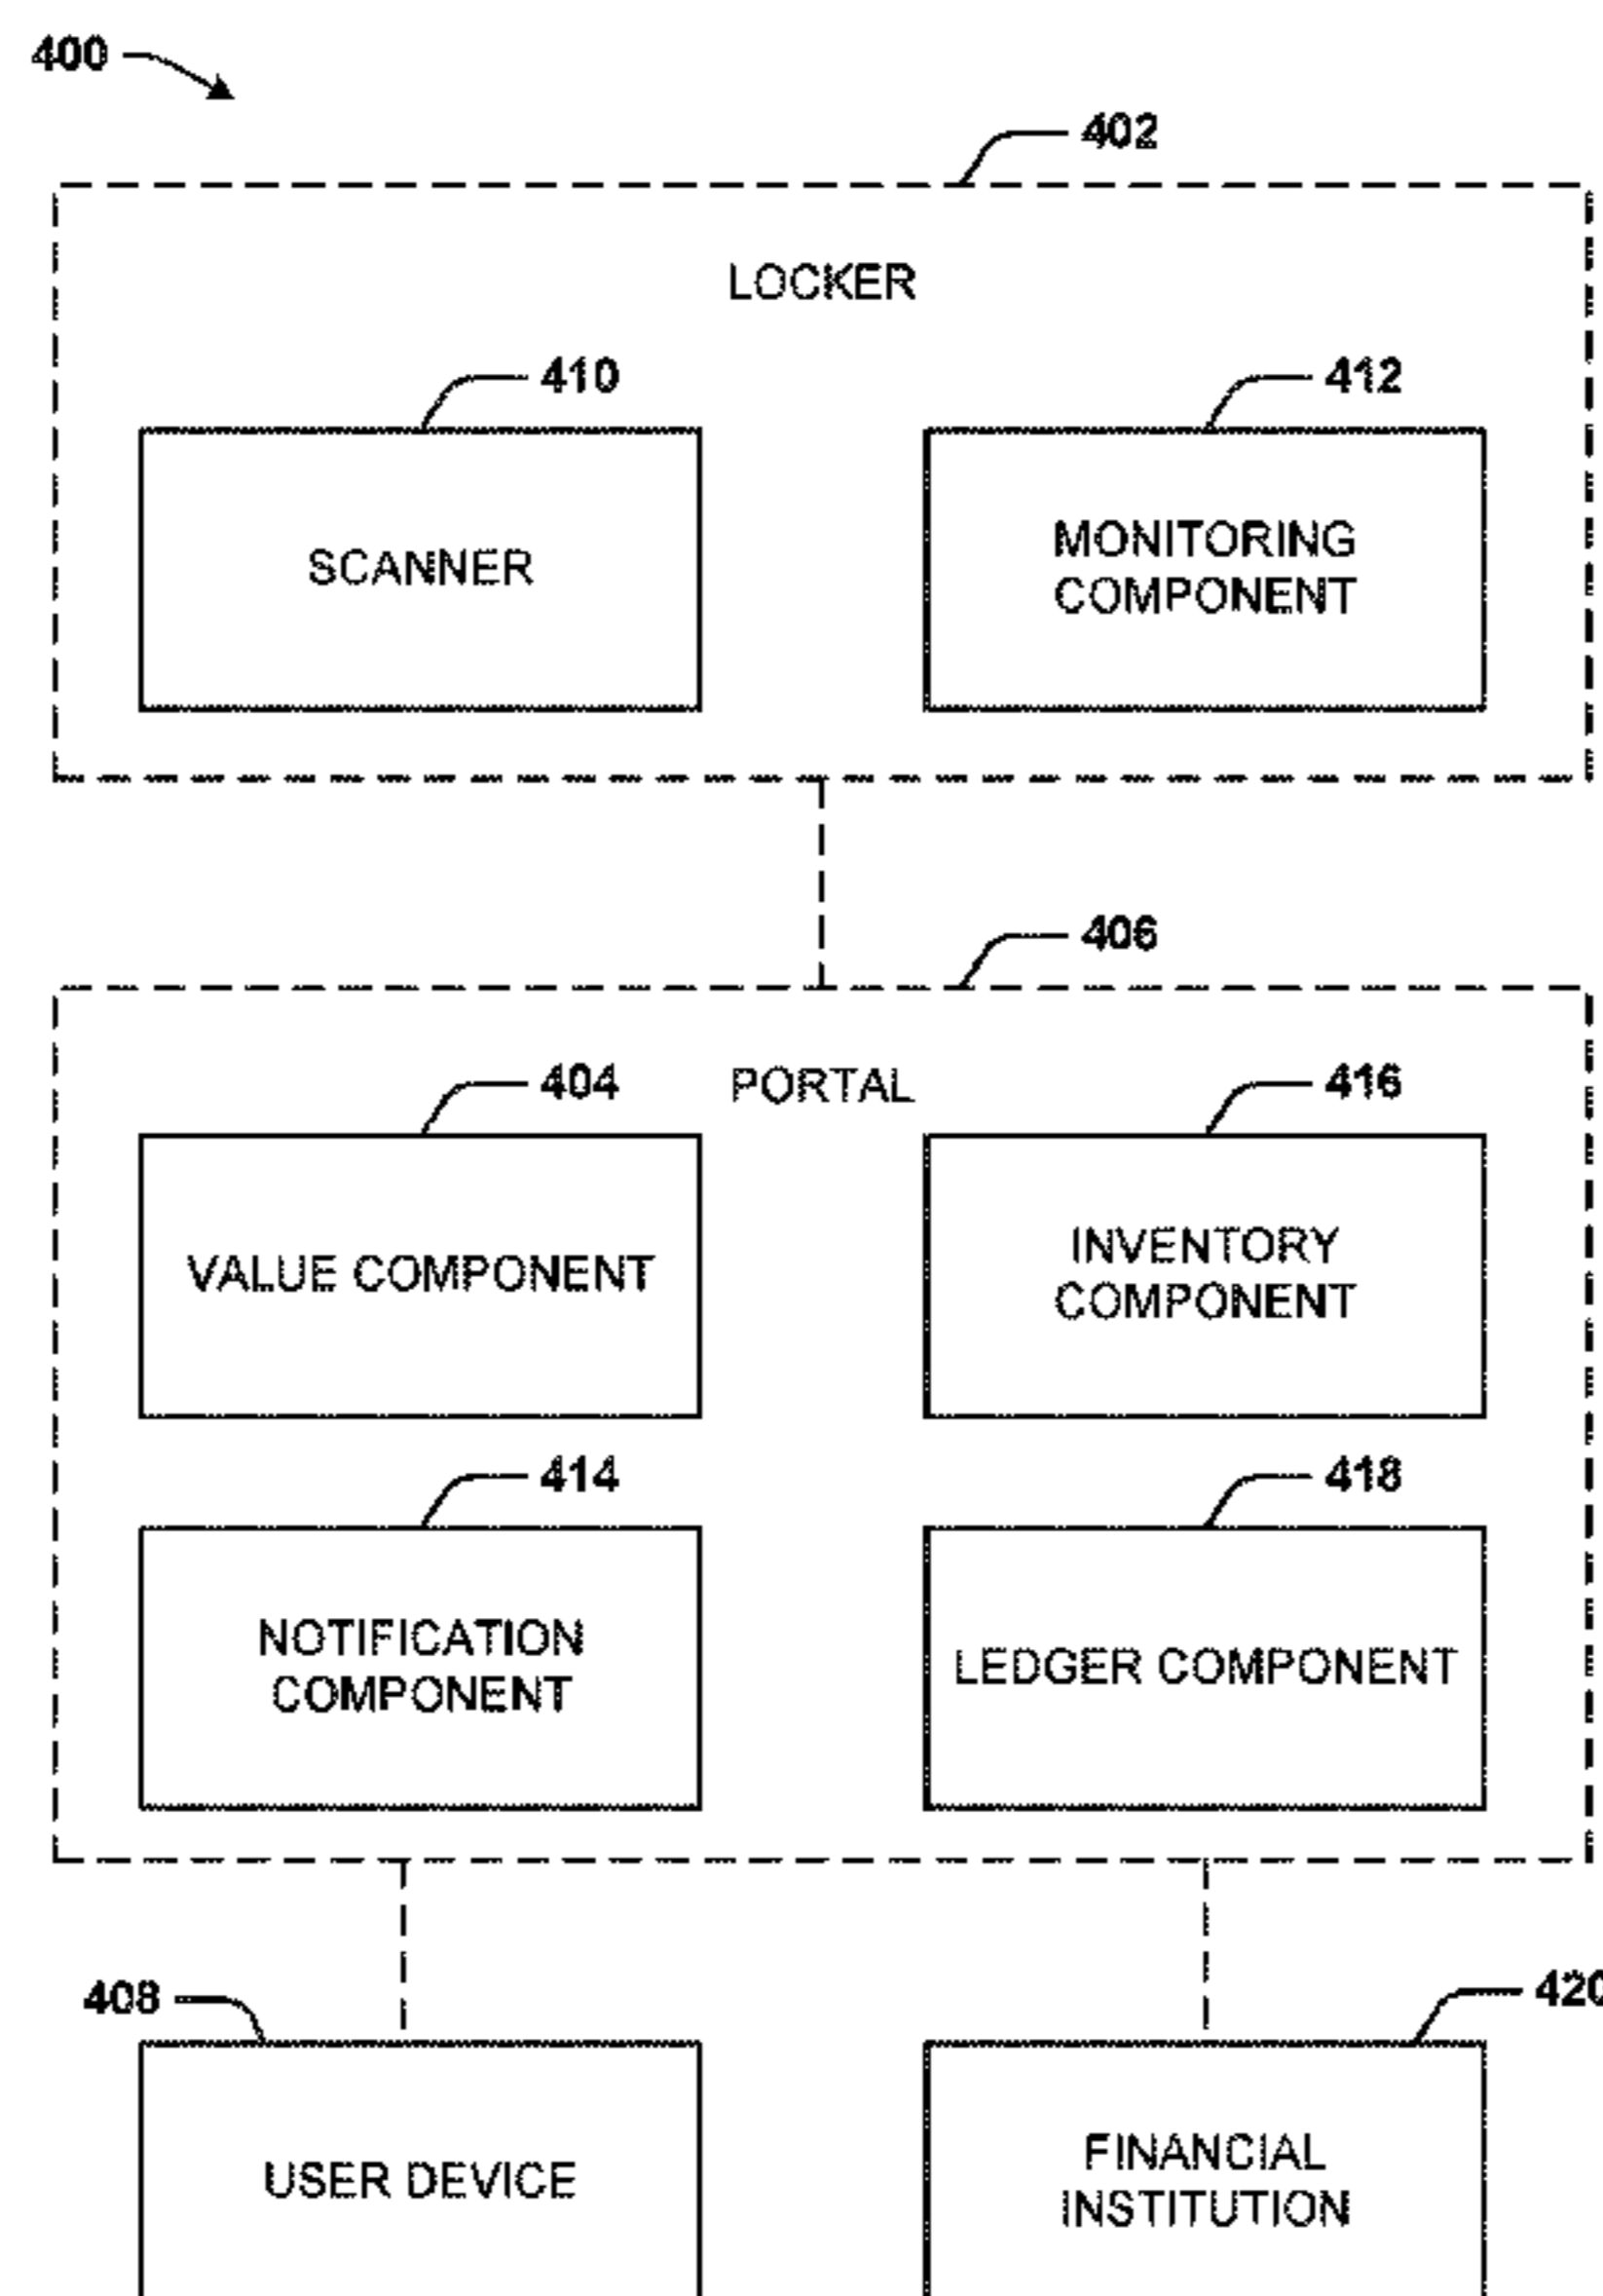 400
402
LOCKER
410
412
SCANNER
MONITORING
COMPONENT
406
PORTAL
404
416
VALUE COMPONENT
INVENTORY
COMPONENT
414
418
NOTIFICATION
COMPONENT
LEDGER COMPONENT
408
420
USER DEVICE
FINANCIAL
INSTITUTION